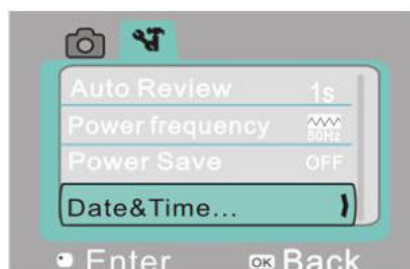 Auto Review 1s
Power frequency 50Hz
Power Save OFF
Date&Time...
Enter OK Back